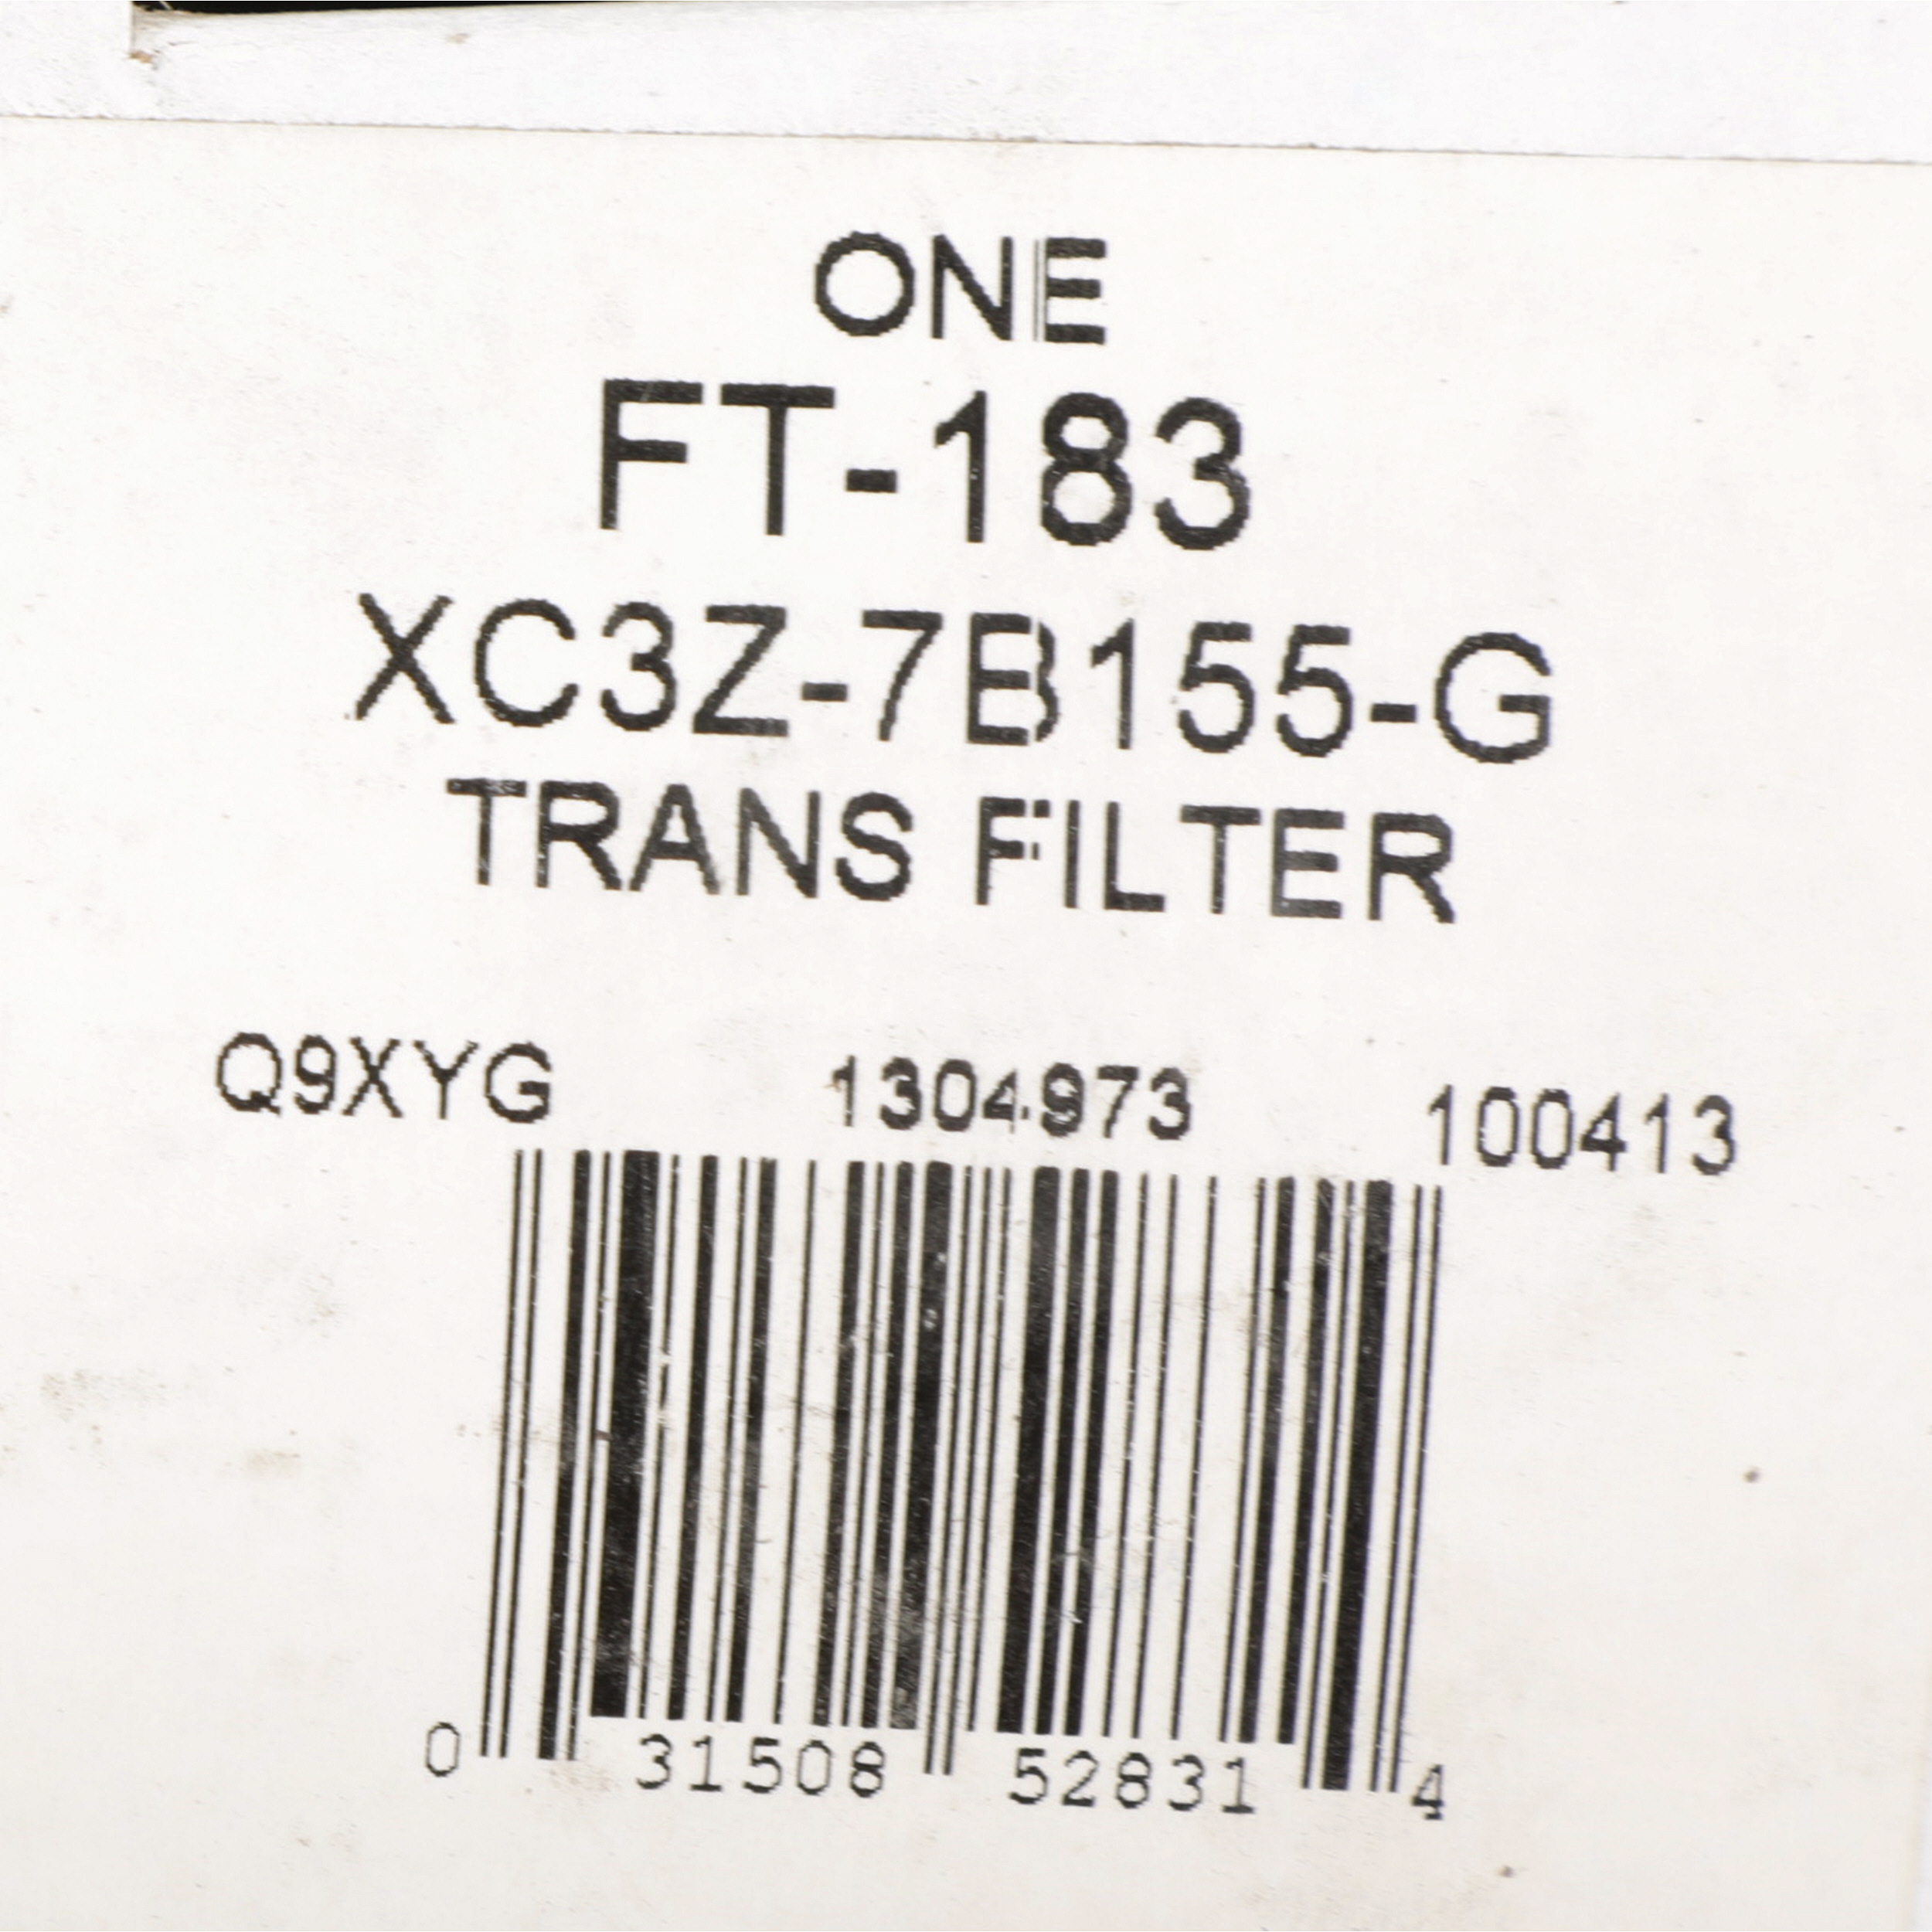 ONE
FT-183
XC3Z-7B155-G
TRANS FILTER
Q9XYG 1304973 100413
0 31508 52831 4